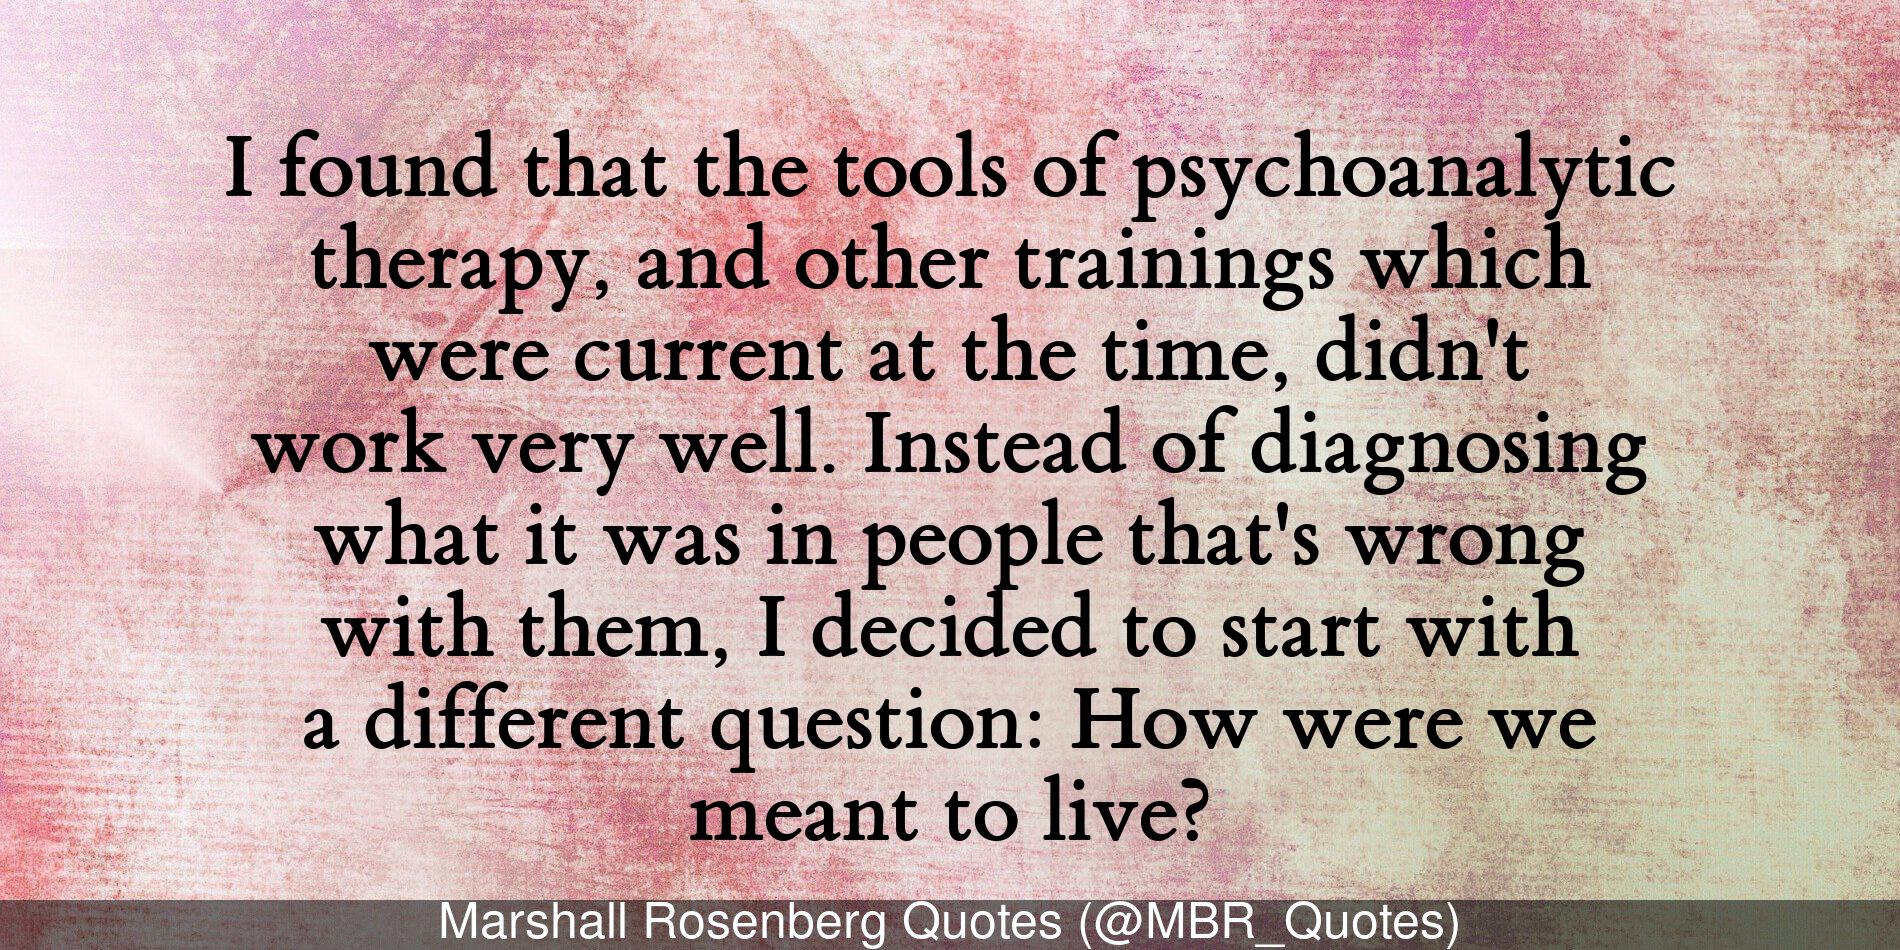 I found that the tools of psychoanalytic
therapy, and other trainings which
were current at the time, didn't
work very well. Instead of diagnosing
what it was in people that's wrong
with them, I decided to start with
a different question: How were we
meant to live?
Marshall Rosenberg Quotes (@MBR_Quotes)